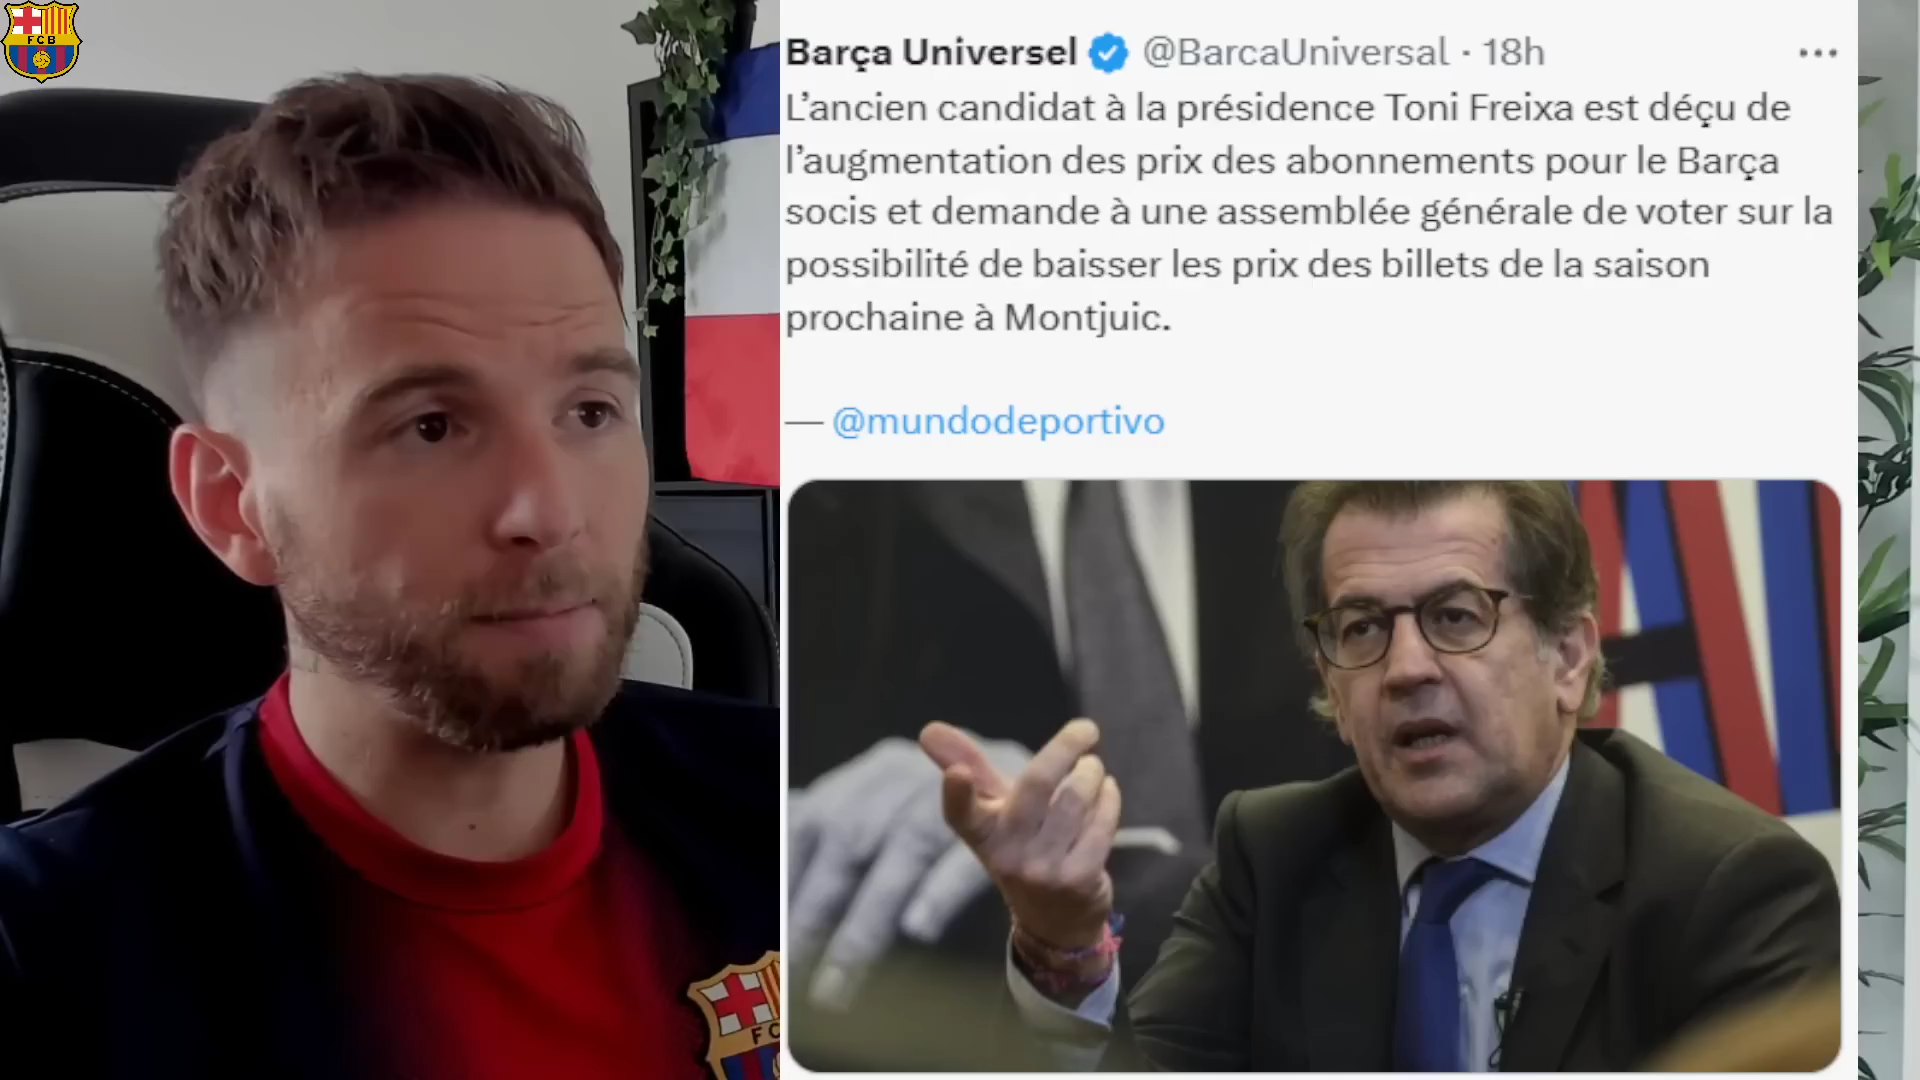 FCB
Barça Universel @BarcaUniversal · 18h
L’ancien candidat à la présidence Toni Freixa est déçu de
l’augmentation des prix des abonnements pour le Barça
socis et demande à une assemblée générale de voter sur la
possibilité de baisser les prix des billets de la saison
prochaine à Montjuic.
— @mundodeportivo
FC